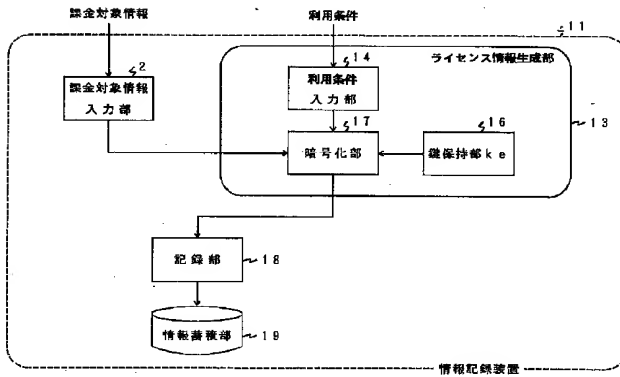 課金対象情報
利用条件
11
ライセンス情報生成部
2
課金対象情報
入力部
14
利用条件
入力部
13
17
暗号化部
16
鍵保持部ke
記録部
18
情報蓄積部
19
情報記録装置